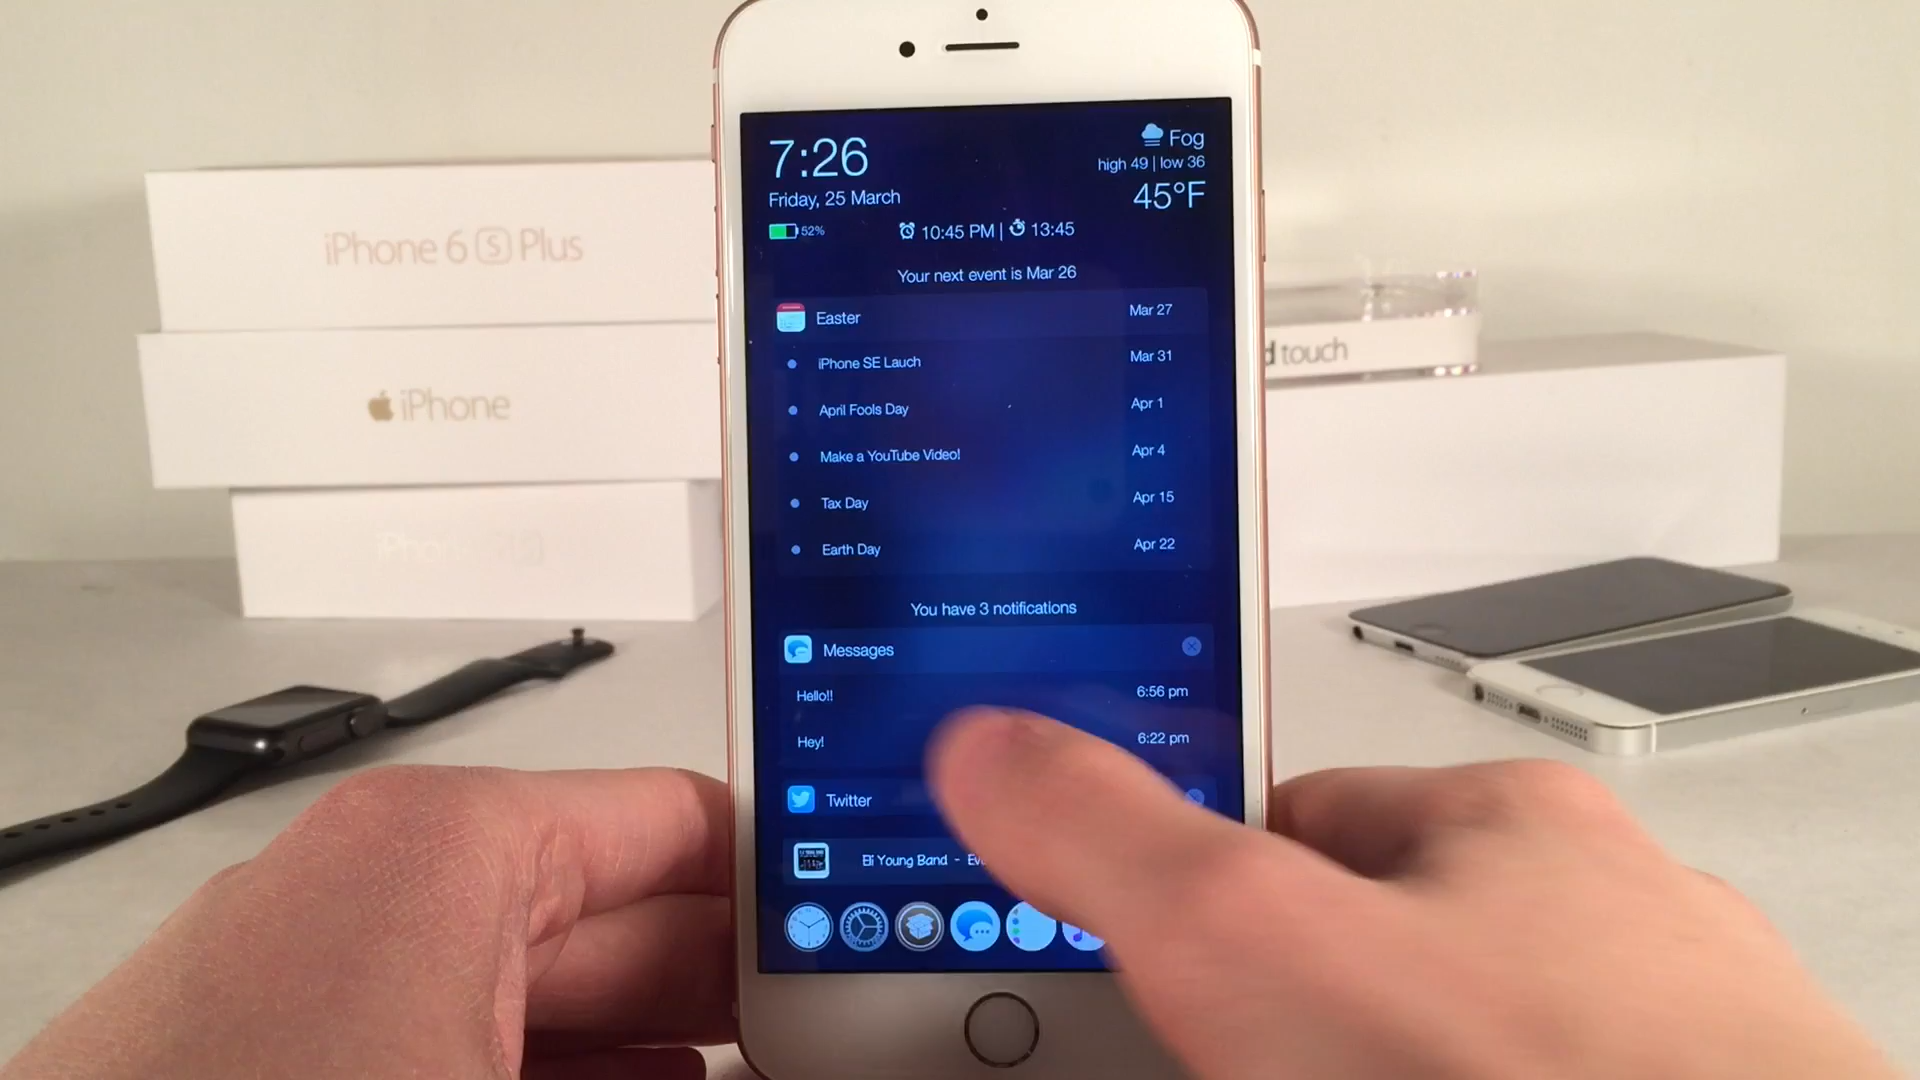 iPhone 6 S Plus
iPhone
d touch
7:26
Friday, 25 March
52%
Fog
high 49 | low 36
45°F
10:45 PM | 13:45
Your next event is Mar 26
Easter Mar 27
iPhone SE Lauch Mar 31
April Fools Day Apr 1
Make a YouTube Video! Apr 4
Tax Day Apr 15
Earth Day Apr 22
You have 3 notifications
Messages
Hello!! 6:56 pm
Hey! 6:22 pm
Twitter
Eli Young Band -